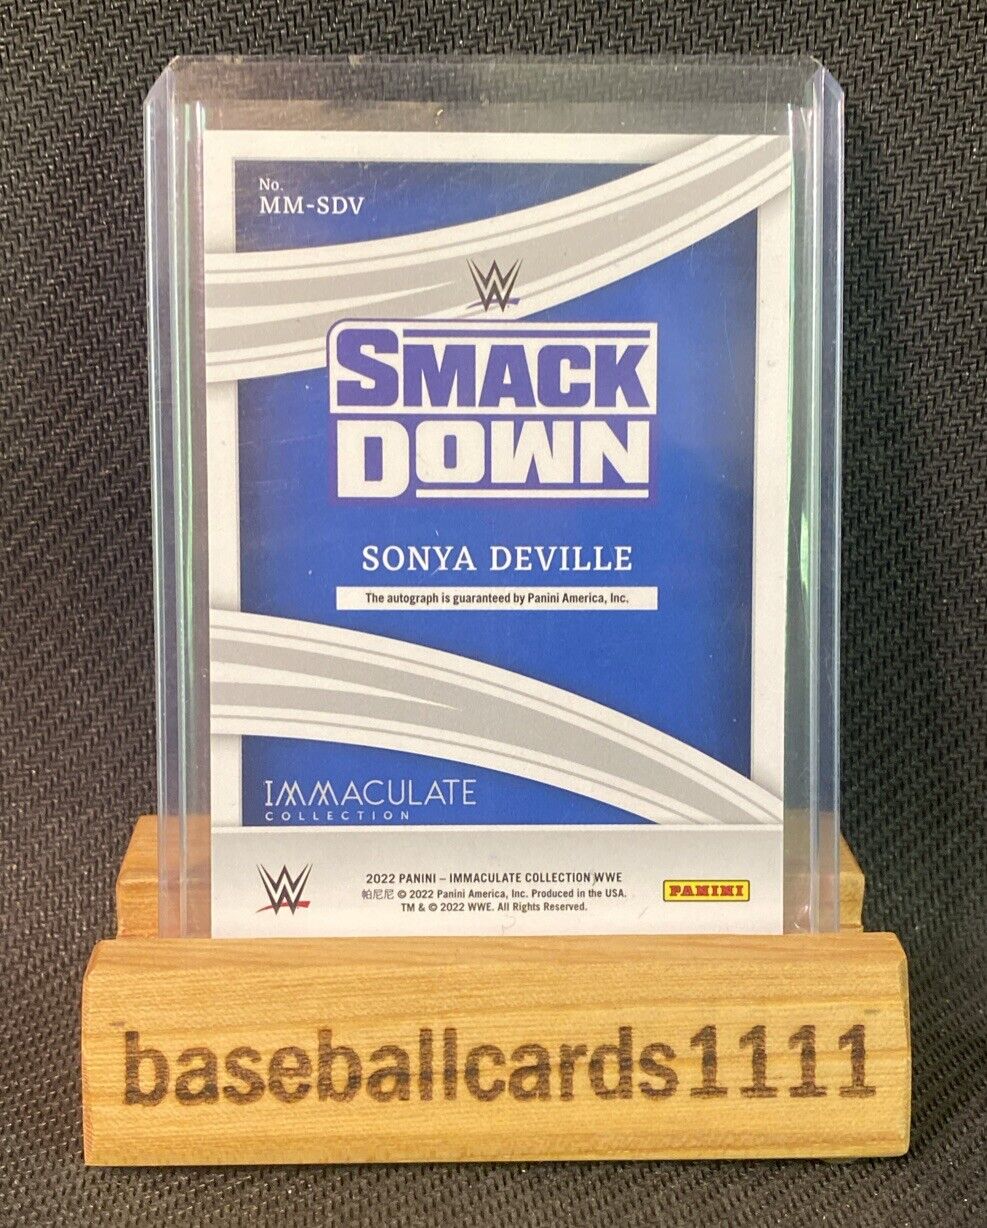 No.
MM-SDV
W
SMACK
DOWN
SONYA DEVILLE
The autograph is guaranteed by Panini America, Inc.
IMMACULATE
COLLECTION
W
2022 PANINI – IMMACULATE COLLECTION WWE
帕尼尼 © 2022 Panini America, Inc. Produced in the USA.
TM & © 2022 WWE. All Rights Reserved.
PANINI
baseballcards1111